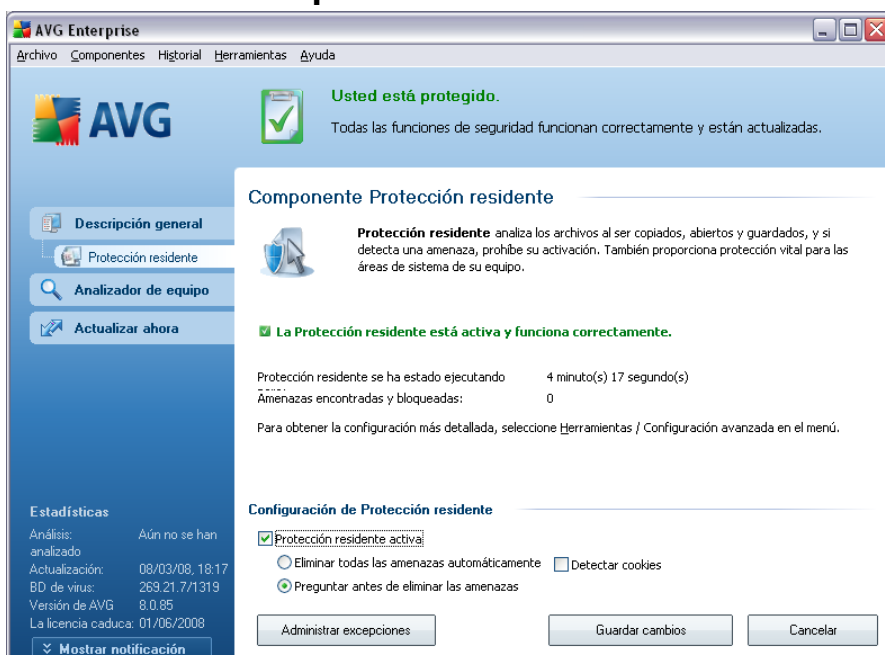 AVG Enterprise
Archivo Componentes Historial Herramientas Ayuda
AVG
Usted está protegido.
Todas las funciones de seguridad funcionan correctamente y están actualizadas.
Descripción general
Protección residente
Analizador de equipo
Actualizar ahora
Componente Protección residente
Protección residente analiza los archivos al ser copiados, abiertos y guardados, y si
detecta una amenaza, prohíbe su activación. También proporciona protección vital para las
áreas de sistema de su equipo.
La Protección residente está activa y funciona correctamente.
Protección residente se ha estado ejecutando 4 minuto(s) 17 segundo(s)
Amenazas encontradas y bloqueadas: 0
Para obtener la configuración más detallada, seleccione Herramientas / Configuración avanzada en el menú.
Configuración de Protección residente
Protección residente activa
Eliminar todas las amenazas automáticamente Detectar cookies
Preguntar antes de eliminar las amenazas
Administrar excepciones Guardar cambios Cancelar
Estadísticas
Análisis: Aún no se han
analizado
Actualización: 08/03/08, 18:17
BD de virus: 269.21.7/1319
Versión de AVG 8.0.85
La licencia caduca: 01/06/2008
Mostrar notificación